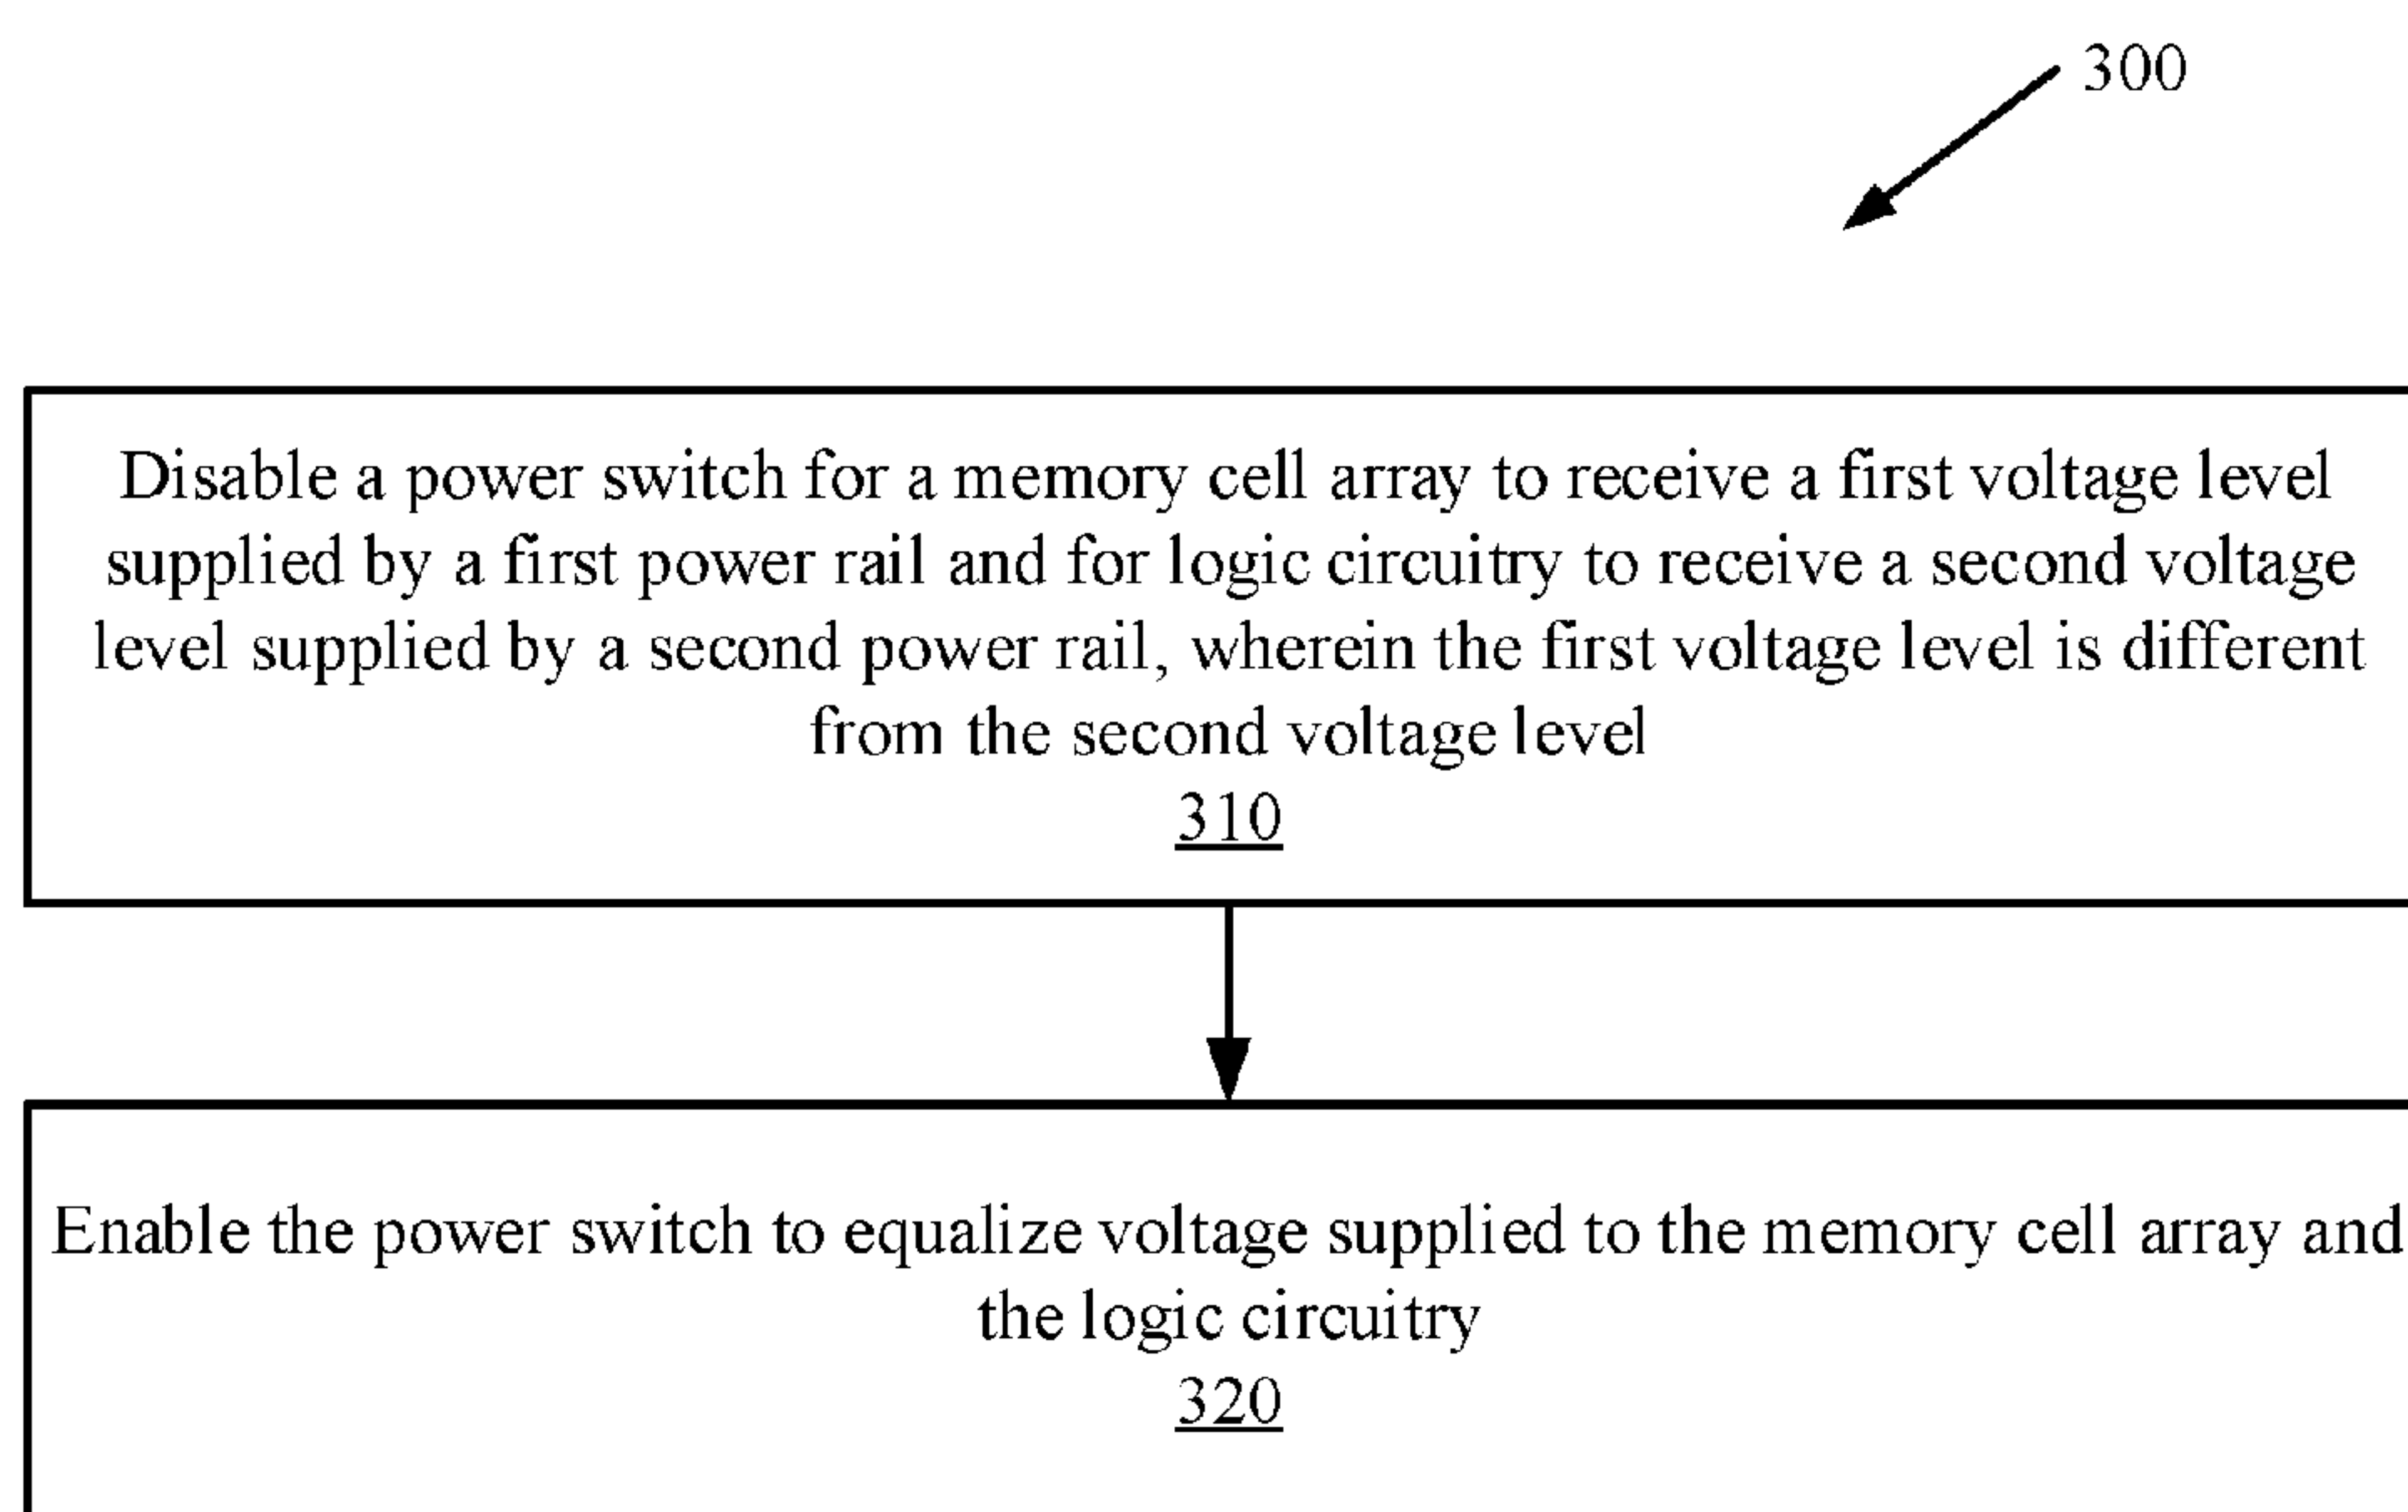 300
Disable a power switch for a memory cell array to receive a first voltage level
supplied by a first power rail and for logic circuitry to receive a second voltage
level supplied by a second power rail, wherein the first voltage level is different
from the second voltage level
310
Enable the power switch to equalize voltage supplied to the memory cell array and
the logic circuitry
320